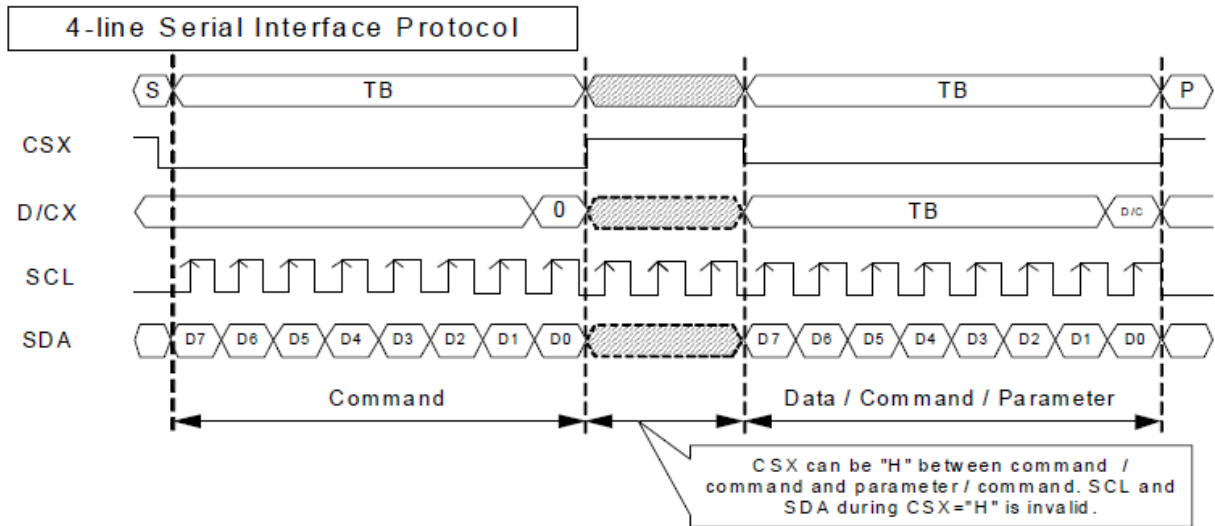 4-line Serial Interface Protocol
S TB TB P
CSX
D/CX 0 TB D/C
SCL
SDA D7 D6 D5 D4 D3 D2 D1 D0 D7 D6 D5 D4 D3 D2 D1 D0
Command Data / Command / Parameter
CSX can be "H" between command /
command and parameter / command. SCL and
SDA during CSX="H" is invalid.